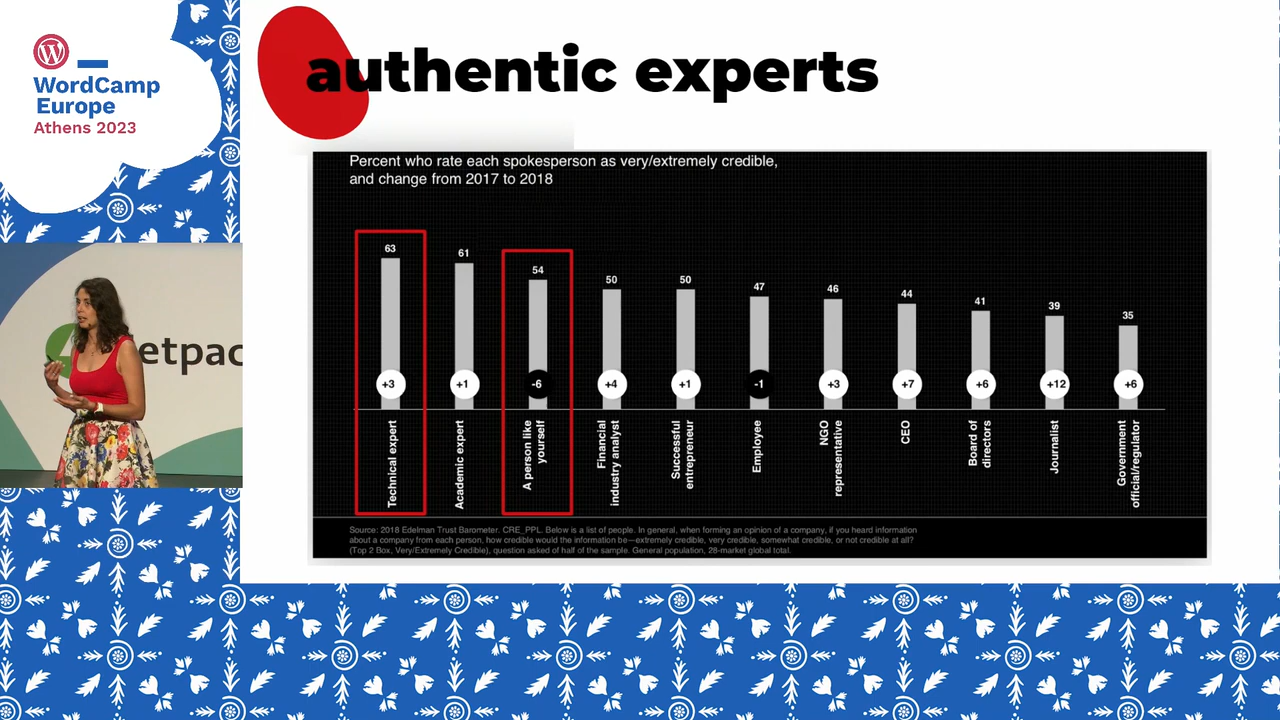 WordCamp
Europe
Athens 2023
etpac
authentic experts
Percent who rate each spokesperson as very/extremely credible,
and change from 2017 to 2018
63
61
54
50
50
47
46
44
41
39
35
+3
+1
-6
+4
+1
-1
+3
+7
+6
+12
+6
Technical expert
Academic expert
A person like
yourself
Financial
industry analyst
Successful
entrepreneur
Employee
NGO
representative
CEO
Board of
directors
Journalist
Government
official/regulator
Source: 2018 Edelman Trust Barometer. CRE_PPL. Below is a list of people. In general, when forming an opinion of a company, if you heard information
about a company from each person, how credible would the information be—extremely credible, very credible, somewhat credible, or not credible at all?
(Top 2 Box, Very/Extremely Credible), question asked of half of the sample. General population, 28-market global total.